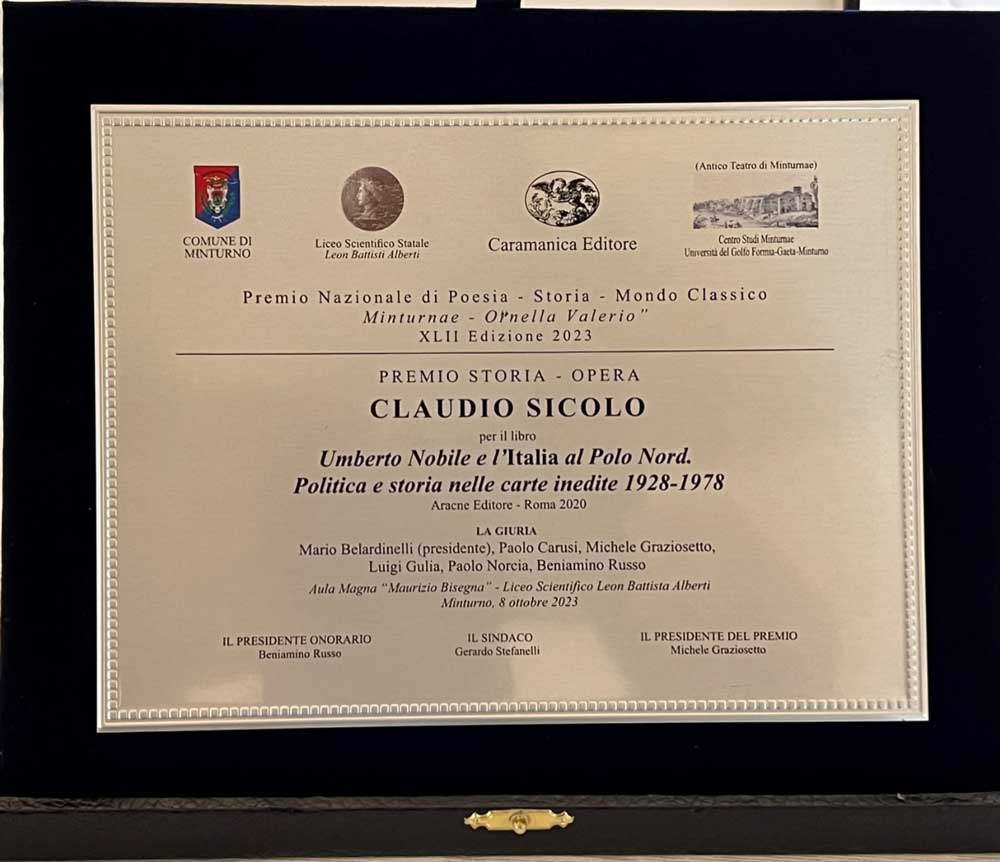 (Antico Teatro di Minturnae)
COMUNE DI
MINTURNO
Liceo Scientifico Statale
Leon Battisti Alberti
Caramanica Editore
Centro Studi Minturnae
Università del Golfo Formia-Gaeta-Minturno
Premio Nazionale di Poesia - Storia - Mondo Classico
Minturnae - Ornella Valerio"
XLII Edizione 2023
PREMIO STORIA - OPERA
CLAUDIO SICOLO
per il libro
Umberto Nobile e l'Italia al Polo Nord.
Politica e storia nelle carte inedite 1928-1978
Aracne Editore - Roma 2020
LA GIURIA
Mario Belardinelli (presidente), Paolo Carusi, Michele Graziosetto,
Luigi Gulia, Paolo Norcia, Beniamino Russo
Aula Magna "Maurizio Bisegna" - Liceo Scientifico Leon Battista Alberti
Minturno, 8 ottobre 2023
IL PRESIDENTE ONORARIO
Beniamino Russo
IL SINDACO
Gerardo Stefanelli
IL PRESIDENTE DEL PREMIO
Michele Graziosetto